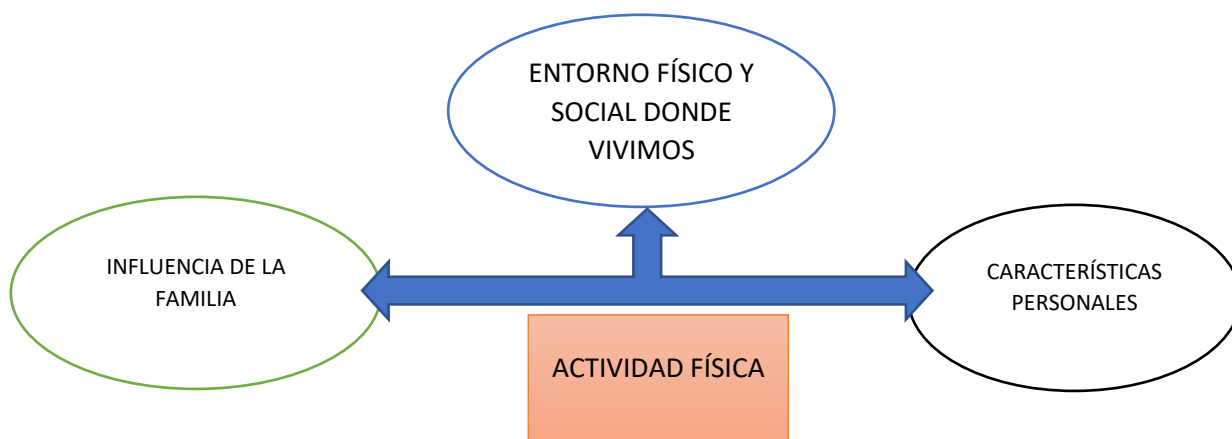 ENTORNO FÍSICO Y
SOCIAL DONDE
VIVIMOS
INFLUENCIA DE LA
FAMILIA
CARACTERÍSTICAS
PERSONALES
ACTIVIDAD FÍSICA